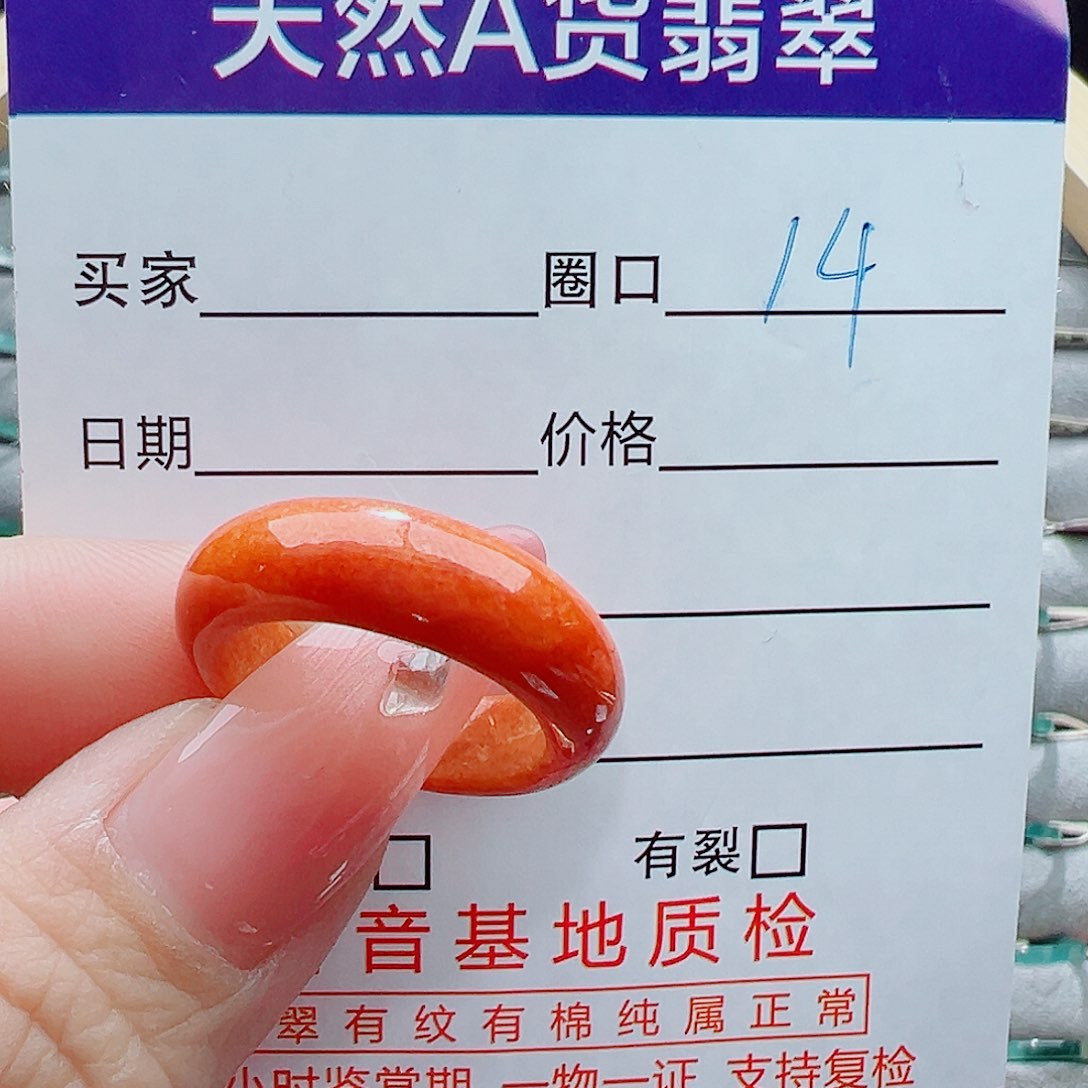 天然A货翡翠
买家 圈口 14
日期 价格
有裂
音基地质检
翠有纹有棉纯属正常
小时鉴赏期 一物一证 支持复检